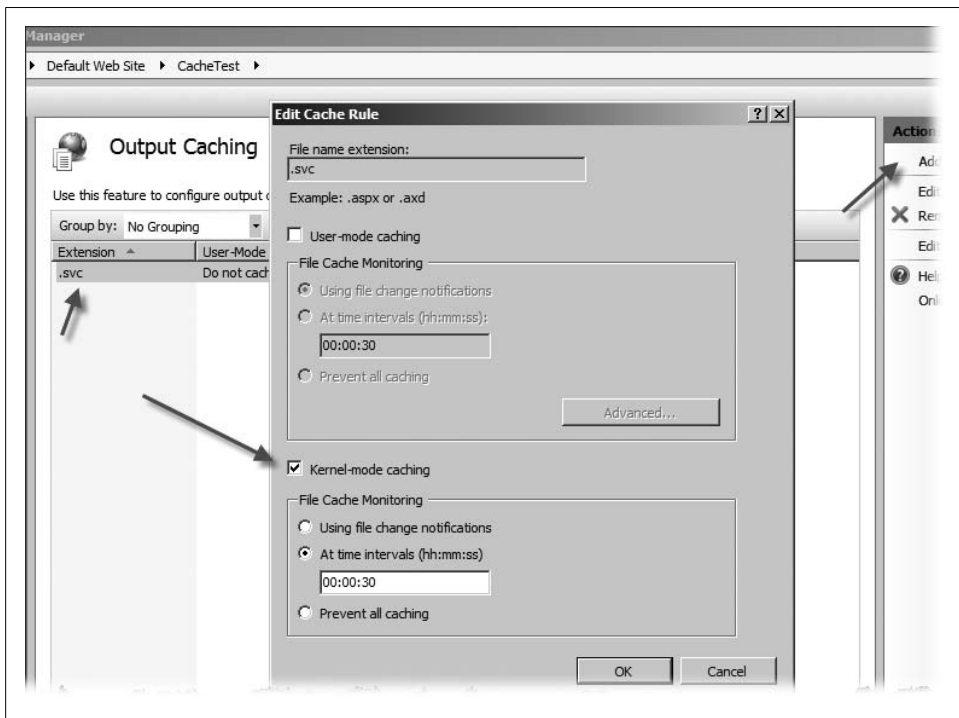 Manager
Default Web Site CacheTest
Output Caching
Use this feature to configure output
Group by: No Grouping
Extension User-Mode
.svc Do not cach
Edit Cache Rule
File name extension:
.svc
Example: .aspx or .axd
User-mode caching
File Cache Monitoring
Using file change notifications
At time intervals (hh:mm:ss):
00:00:30
Prevent all caching
Advanced...
Kernel-mode caching
File Cache Monitoring
Using file change notifications
At time intervals (hh:mm:ss)
00:00:30
Prevent all caching
OK Cancel
Action
Add
Edit
Rem
Edit
Help
Onl